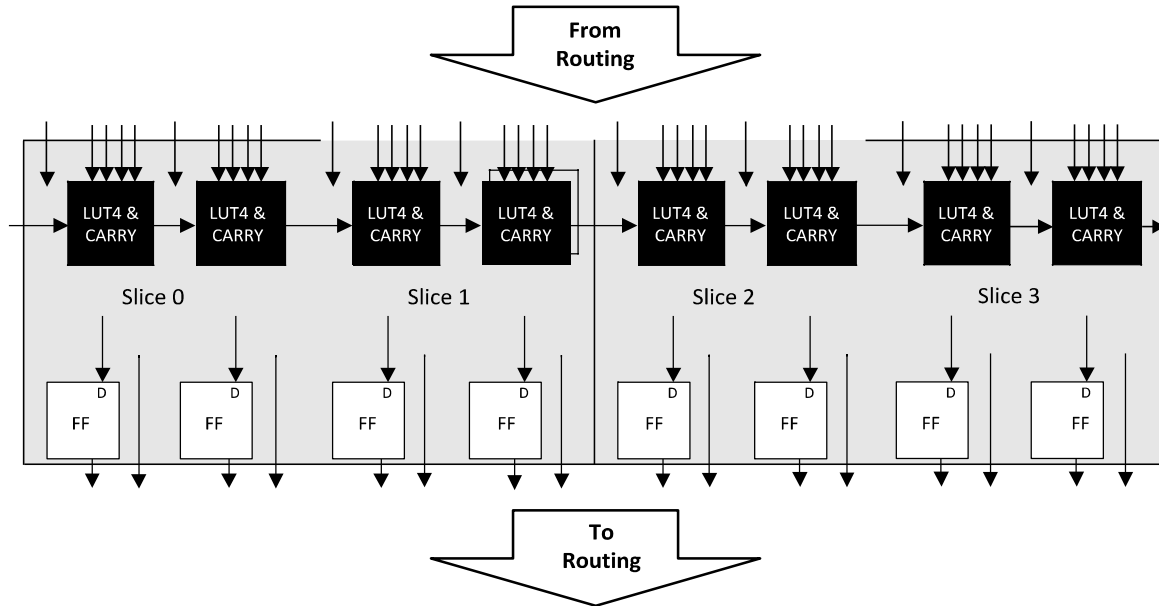 From
Routing
LUT4 &
CARRY
LUT4 &
CARRY
LUT4 &
CARRY
LUT4 &
CARRY
LUT4 &
CARRY
LUT4 &
CARRY
LUT4 &
CARRY
LUT4 &
CARRY
Slice 0
Slice 1
Slice 2
Slice 3
D
FF
D
FF
D
FF
D
FF
D
FF
D
FF
D
FF
D
FF
To
Routing